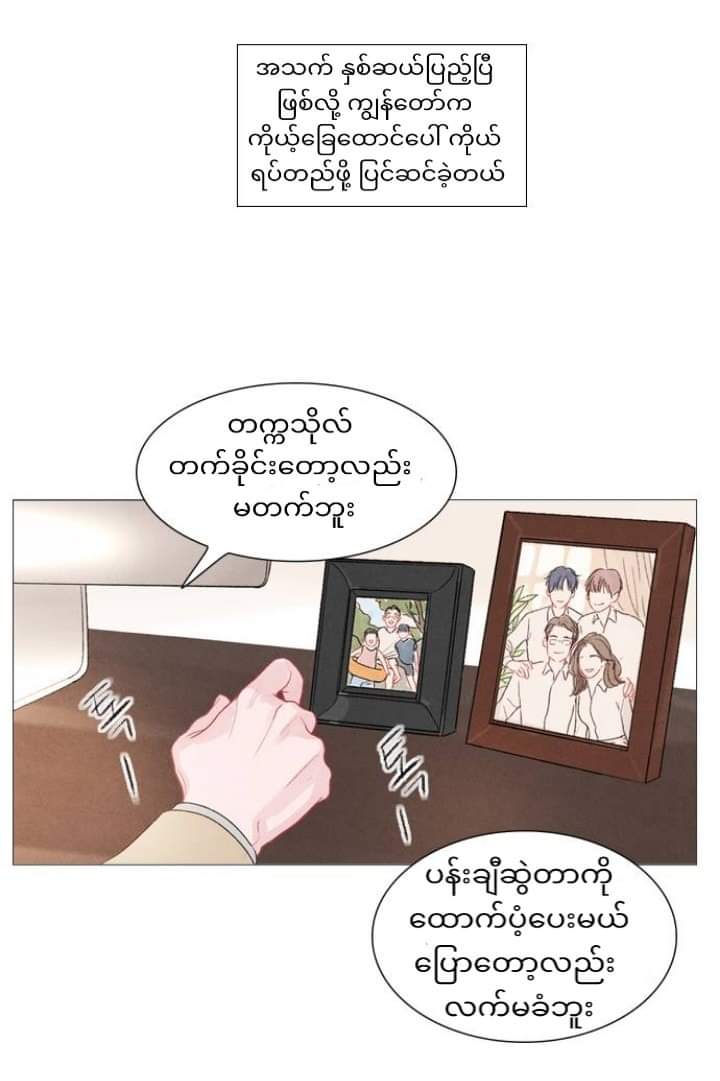 အသက် နှစ်ဆယ်ပြည့်ပြီ
ဖြစ်လို့ ကျွန်တော်က
ကိုယ့်ခြေထောင်ပေါ် ကိုယ်
ရပ်တည်ဖို့ ပြင်ဆင်ခဲ့တယ်
တက္ကသိုလ်
တက်ခိုင်းတော့လည်း
မတက်ဘူး
톡
톡
ပန်းချီဆွဲတာကို
ထောက်ပံ့ပေးမယ်
ပြောတော့လည်း
လက်မခံဘူး